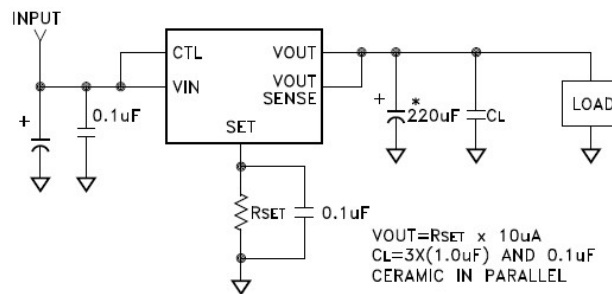 INPUT
CTL
VOUT
VIN
VOUT
SENSE
SET
0.1uF
+
+
*
220uF
CL
LOAD
RSET
0.1uF
VOUT=RSET x 10uA
CL=3X(1.0uF) AND 0.1uF
CERAMIC IN PARALLEL